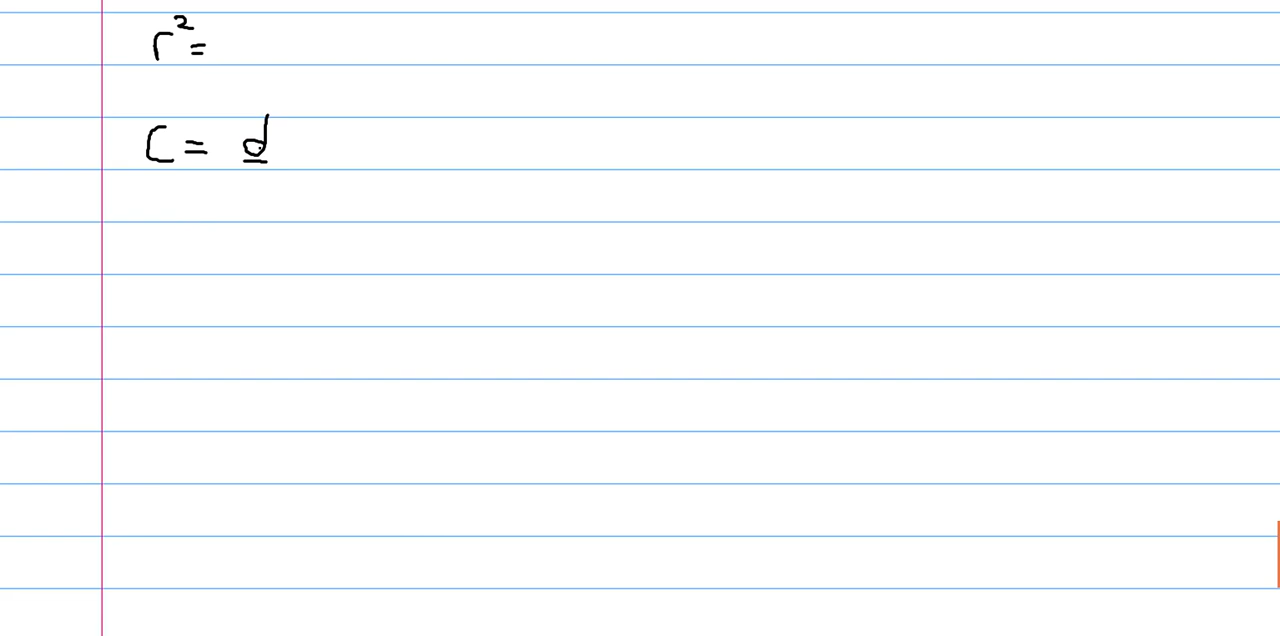 r²=
C = d